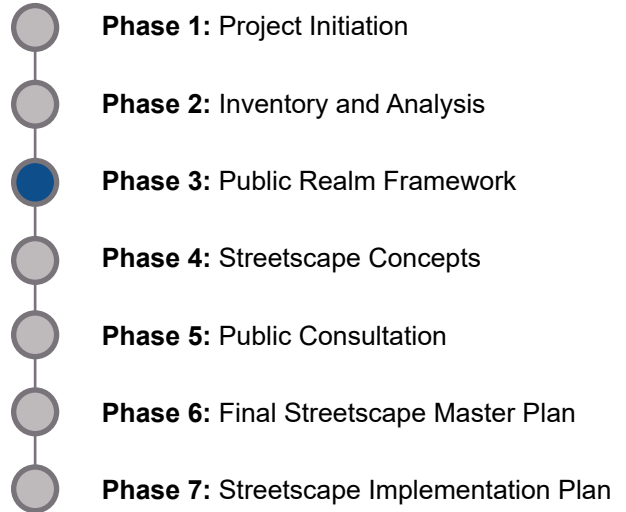 Phase 1: Project Initiation
Phase 2: Inventory and Analysis
Phase 3: Public Realm Framework
Phase 4: Streetscape Concepts
Phase 5: Public Consultation
Phase 6: Final Streetscape Master Plan
Phase 7: Streetscape Implementation Plan